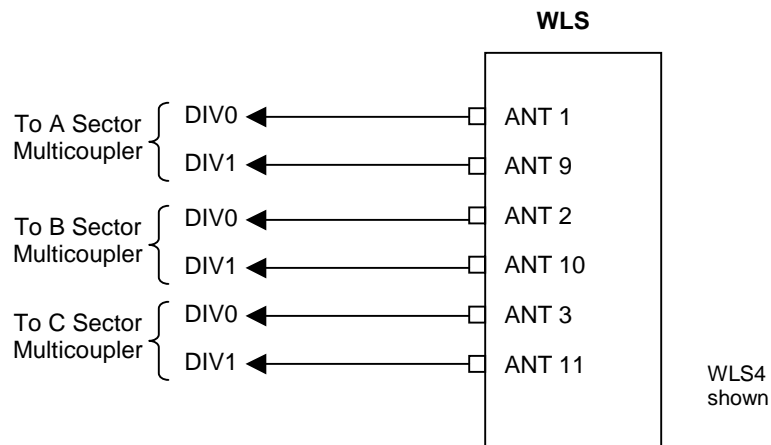 WLS
To A Sector
Multicoupler
DIV0
ANT 1
DIV1
ANT 9
To B Sector
Multicoupler
DIV0
ANT 2
DIV1
ANT 10
To C Sector
Multicoupler
DIV0
ANT 3
DIV1
ANT 11
WLS4
shown